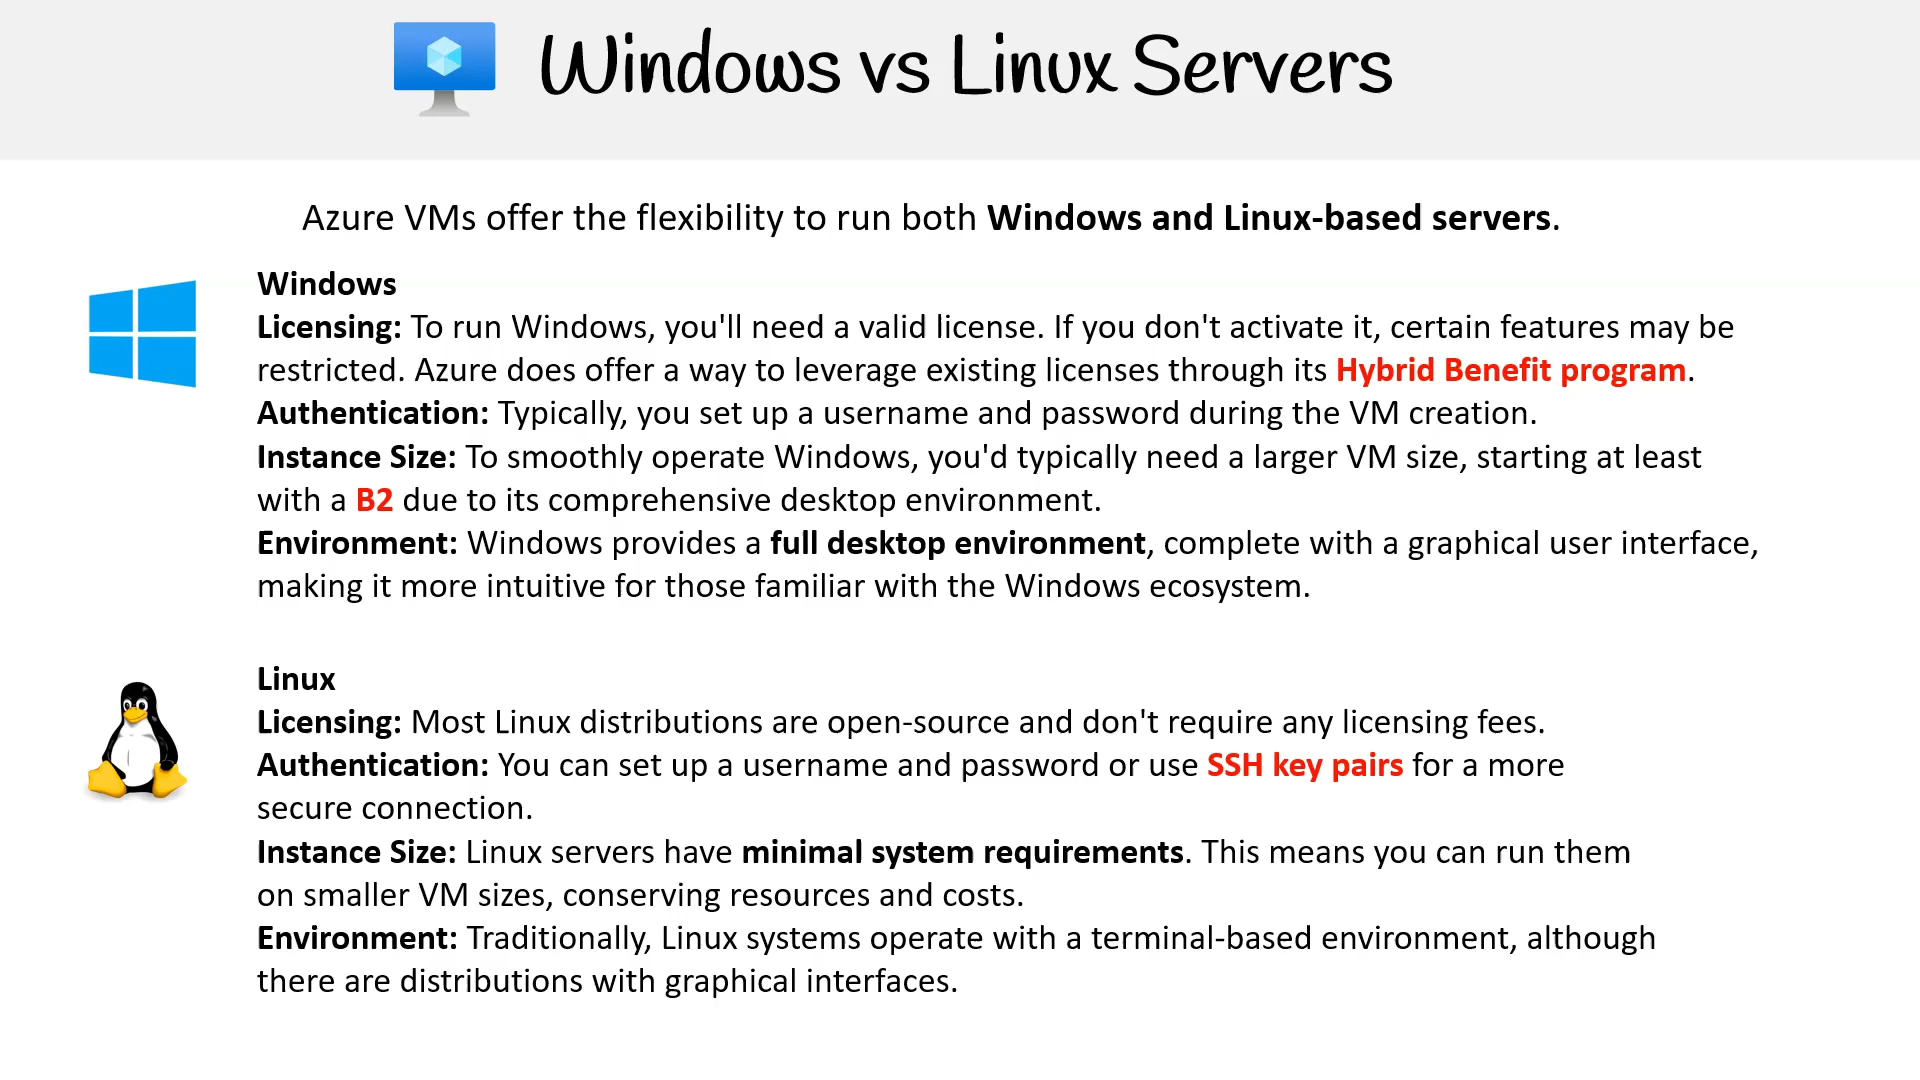 Windows vs Linux Servers
Azure VMs offer the flexibility to run both Windows and Linux-based servers.
Windows
Licensing: To run Windows, you'll need a valid license. If you don't activate it, certain features may be
restricted. Azure does offer a way to leverage existing licenses through its Hybrid Benefit program.
Authentication: Typically, you set up a username and password during the VM creation.
Instance Size: To smoothly operate Windows, you'd typically need a larger VM size, starting at least
with a B2 due to its comprehensive desktop environment.
Environment: Windows provides a full desktop environment, complete with a graphical user interface,
making it more intuitive for those familiar with the Windows ecosystem.
Linux
Licensing: Most Linux distributions are open-source and don't require any licensing fees.
Authentication: You can set up a username and password or use SSH key pairs for a more
secure connection.
Instance Size: Linux servers have minimal system requirements. This means you can run them
on smaller VM sizes, conserving resources and costs.
Environment: Traditionally, Linux systems operate with a terminal-based environment, although
there are distributions with graphical interfaces.